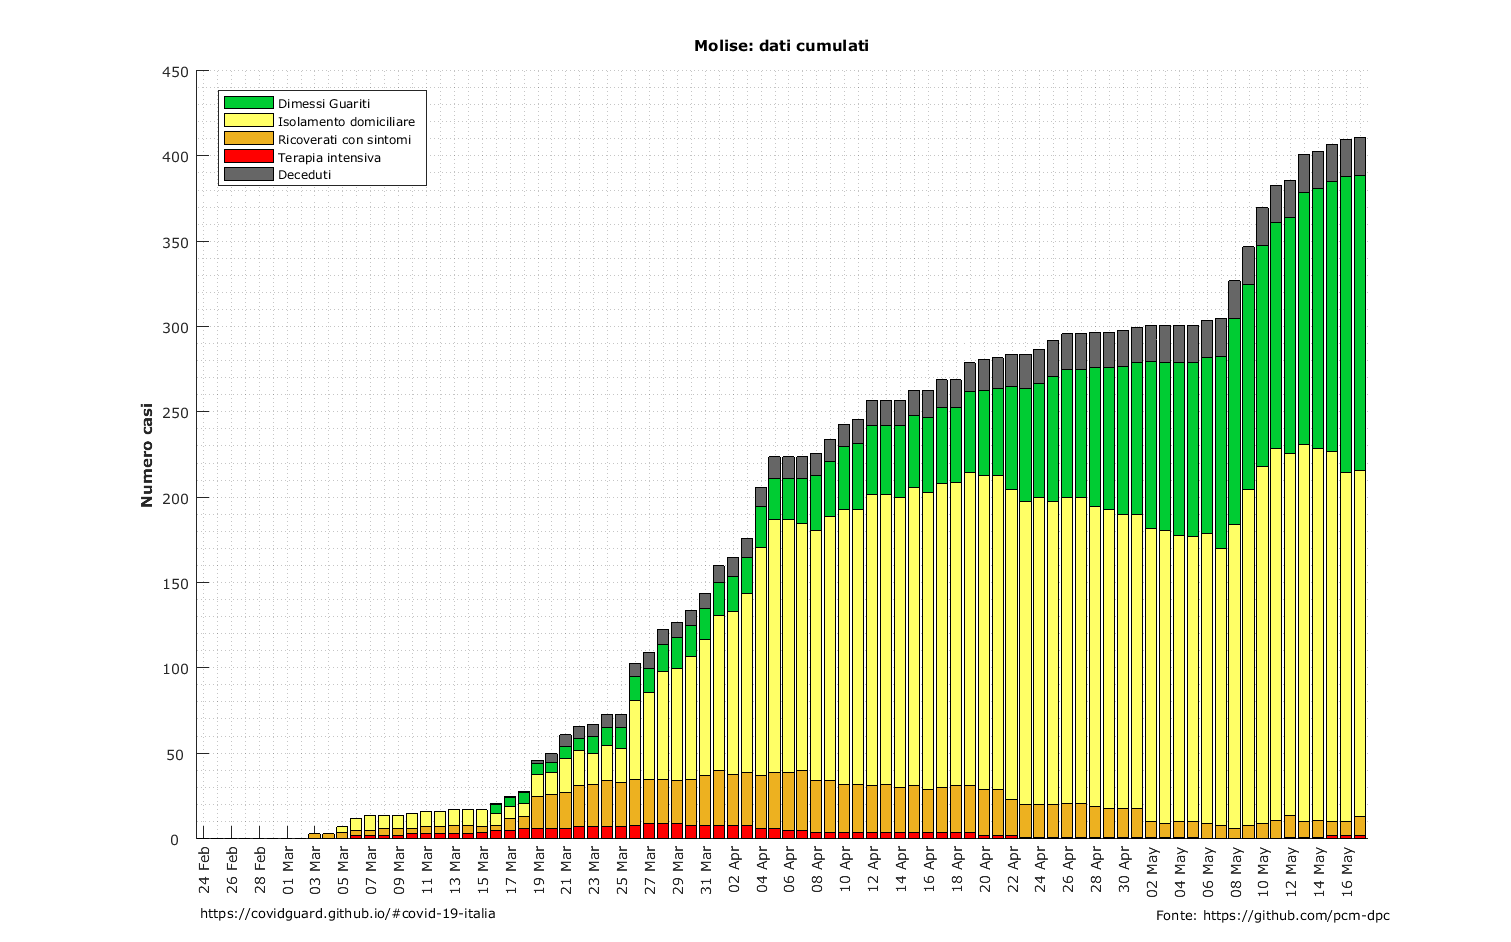 Molise: dati cumulati
450
400
350
300
250
200
150
100
50
0
Numero casi
Dimessi Guariti
Isolamento domiciliare
Ricoverati con sintomi
Terapia intensiva
Deceduti
24 Feb
26 Feb
28 Feb
01 Mar
03 Mar
05 Mar
07 Mar
09 Mar
11 Mar
13 Mar
15 Mar
17 Mar
19 Mar
21 Mar
23 Mar
25 Mar
27 Mar
29 Mar
31 Mar
02 Apr
04 Apr
06 Apr
08 Apr
10 Apr
12 Apr
14 Apr
16 Apr
18 Apr
20 Apr
22 Apr
24 Apr
26 Apr
28 Apr
30 Apr
02 May
04 May
06 May
08 May
10 May
12 May
14 May
16 May
https://covidguard.github.io/#covid-19-italia
Fonte: https://github.com/pcm-dpc